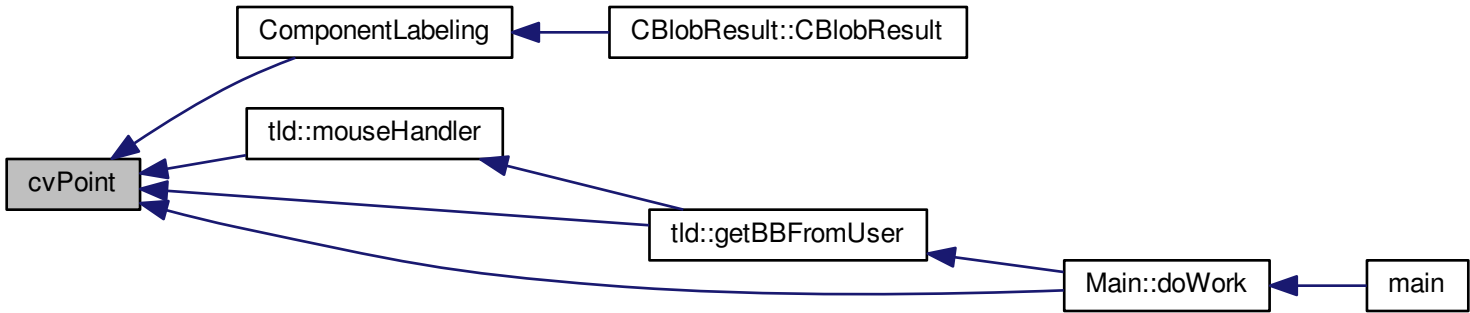 ComponentLabeling
CBlobResult::CBlobResult
tld::mouseHandler
cvPoint
tld::getBBFromUser
Main::doWork
main